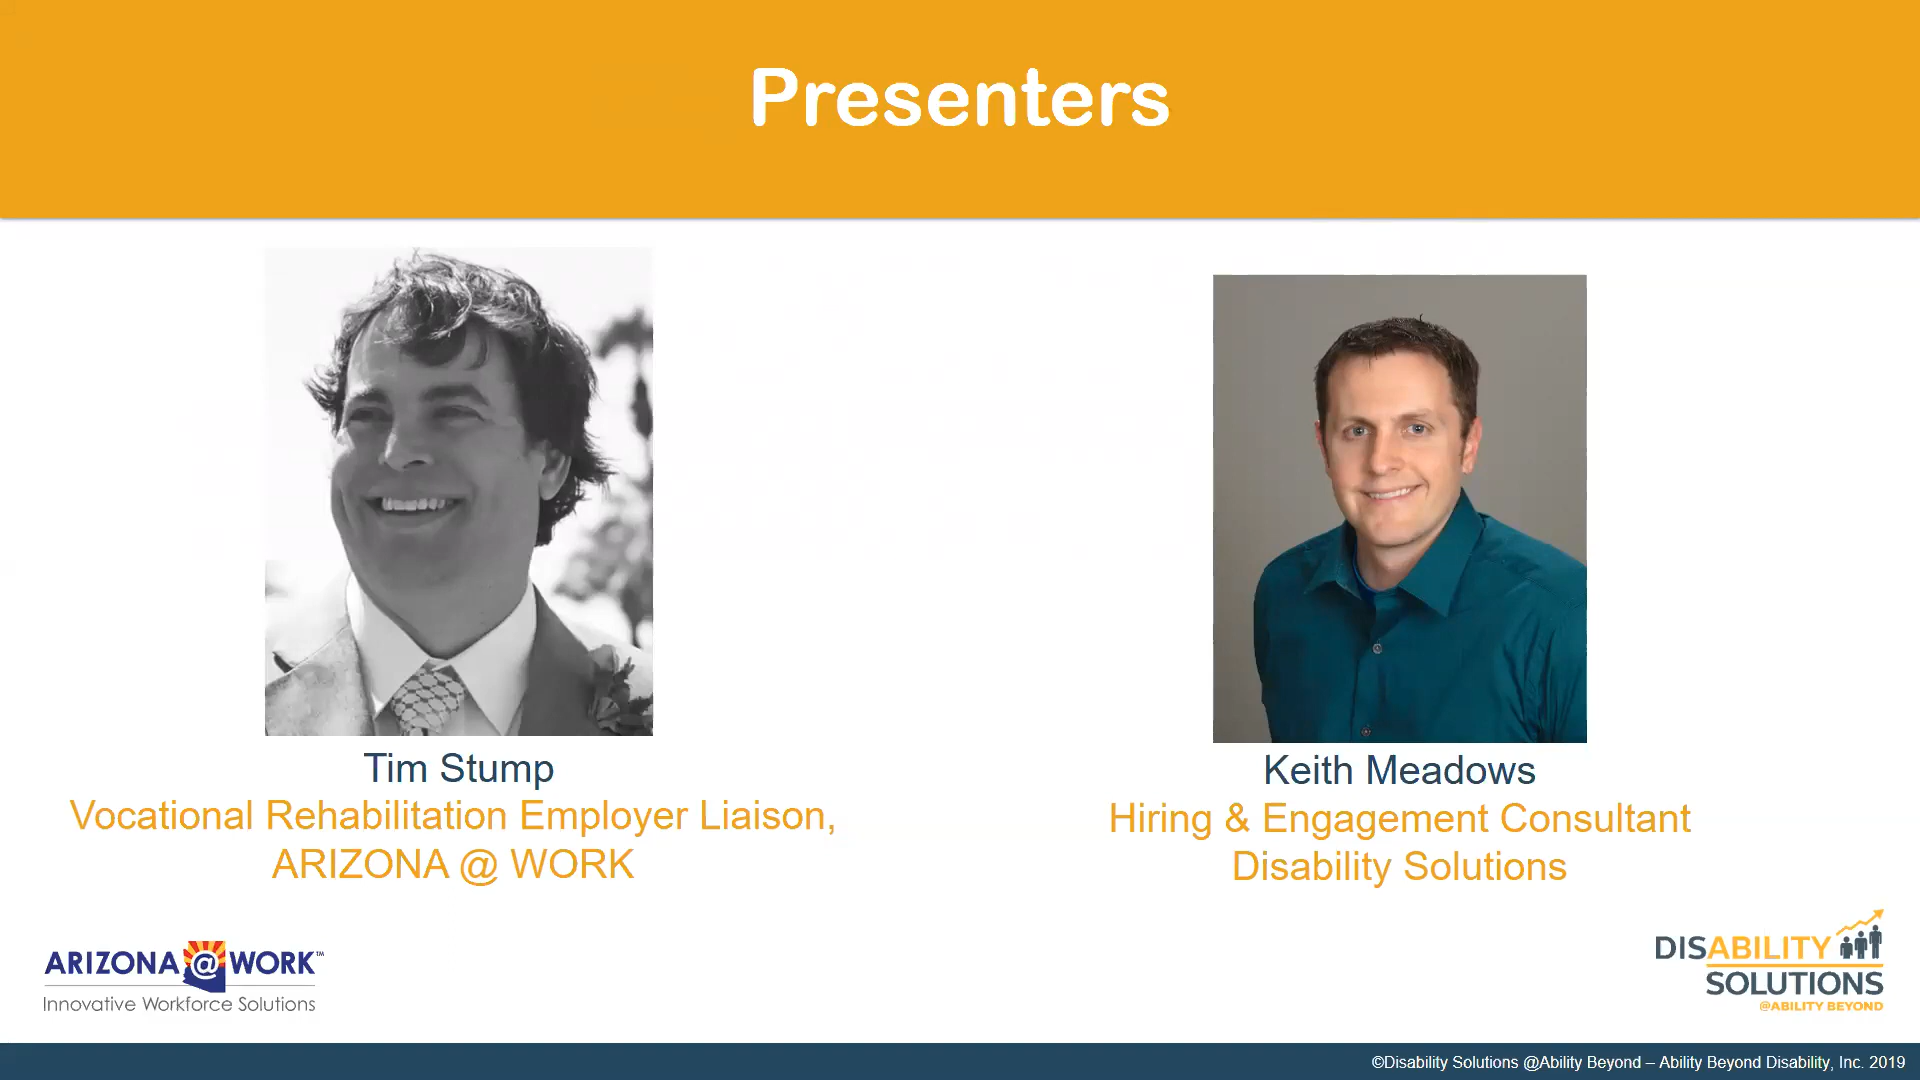 Presenters
Tim Stump
Vocational Rehabilitation Employer Liaison,
ARIZONA @ WORK
Keith Meadows
Hiring & Engagement Consultant
Disability Solutions
ARIZONA @ WORK™
Innovative Workforce Solutions
DISABILITY
SOLUTIONS
@ABILITY BEYOND
©Disability Solutions @Ability Beyond – Ability Beyond Disability, Inc. 2019